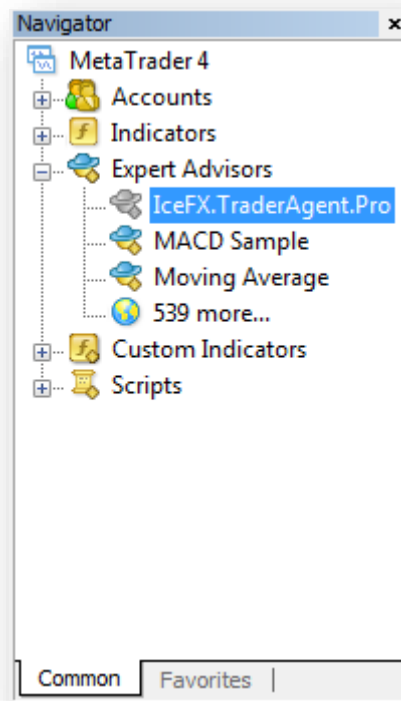 Navigator
MetaTrader 4
Accounts
Indicators
Expert Advisors
IceFX.TraderAgent.Pro
MACD Sample
Moving Average
539 more...
Custom Indicators
Scripts
Common Favorites